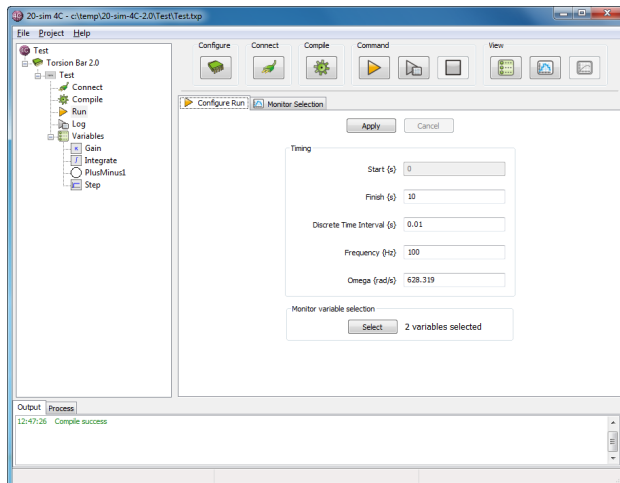 20-sim 4C - c:\temp\20-sim-4C-2.0\Test\Test.txp
File Project Help
Configure Connect Compile Command View
Test
Torsion Bar 2.0
Test
Connect
Compile
Run
Log
Variables
K Gain
Integrate
PlusMinus1
Step
Configure Run Monitor Selection
Apply Cancel
Timing
Start {s} 0
Finish {s} 10
Discrete Time Interval {s} 0.01
Frequency {Hz} 100
Omega {rad/s} 628.319
Monitor variable selection
Select 2 variables selected
Output Process
12:47:26 Compile success